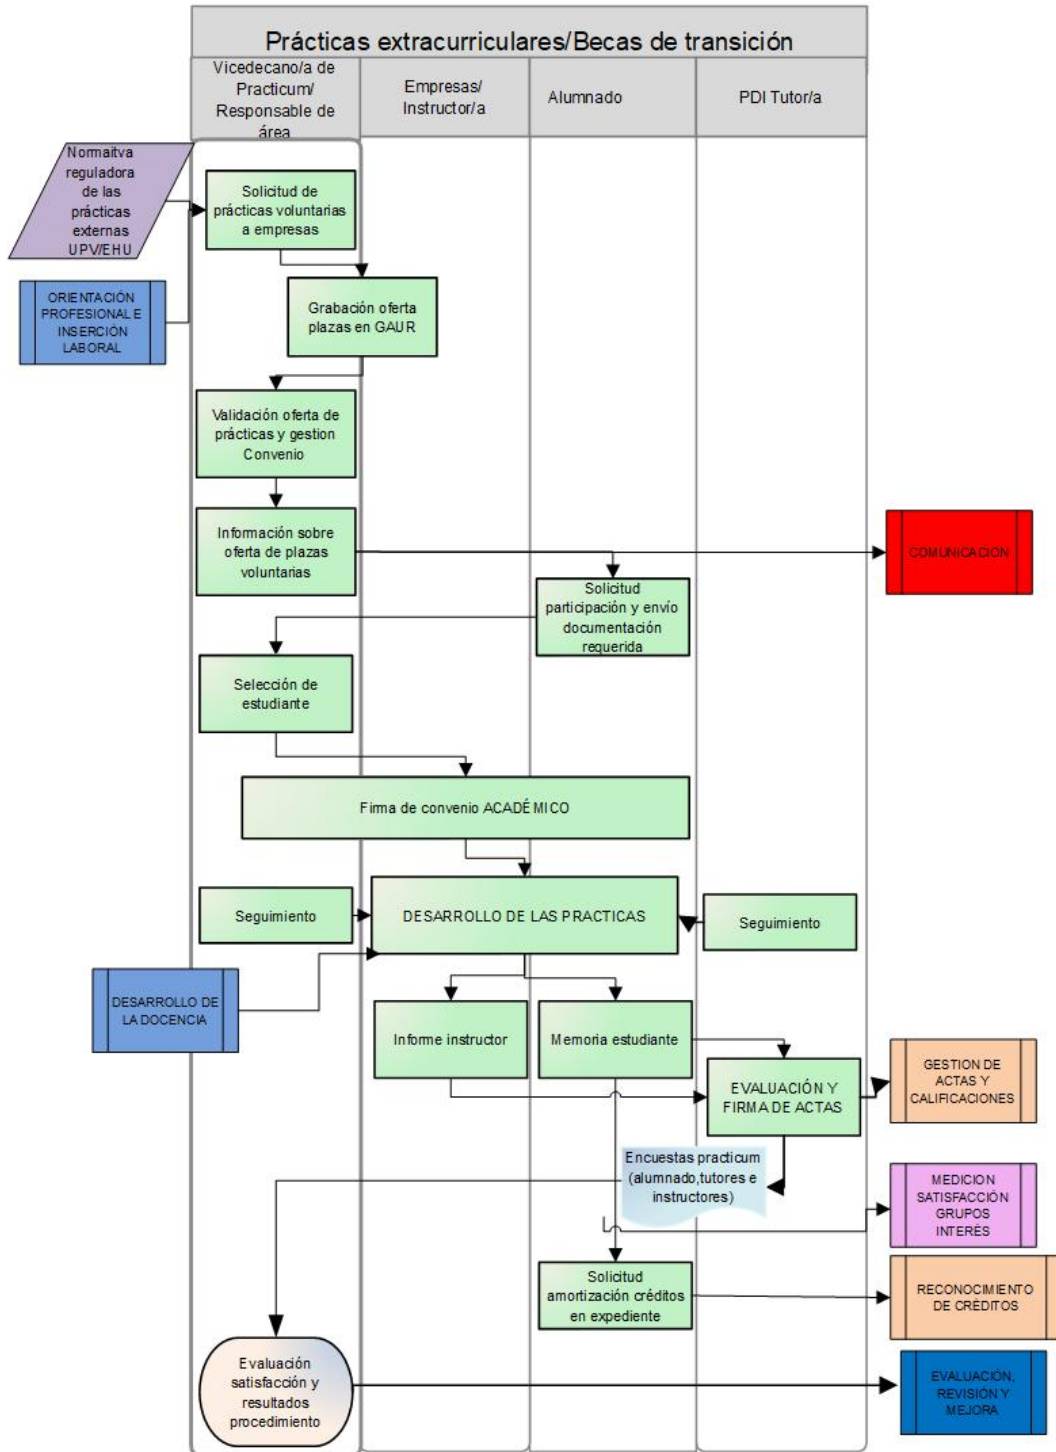 Prácticas extracurriculares/Becas de transición
Vicedecano/a de
Practicum/
Responsable de
área
Empresas/
Instructor/a
Alumnado
PDI Tutor/a
Normaitva
reguladora
de las
prácticas
externas
UPV/EHU
Solicitud de
prácticas voluntarias
a empresas
ORIENTACIÓN
PROFESIONAL E
INSERCIÓN
LABORAL
Grabación oferta
plazas en GAUR
Validación oferta de
prácticas y gestion
Convenio
Información sobre
oferta de plazas
voluntarias
COMUNICACIÓN
Solicitud
participación y envío
documentación
requerida
Selección de
estudiante
Firma de convenio ACADÉMICO
Seguimiento
DESARROLLO DE LAS PRACTICAS
Seguimiento
DESARROLLO DE
LA DOCENCIA
Informe instructor
Memoria estudiante
EVALUACIÓN Y
FIRMA DE ACTAS
GESTION DE
ACTAS Y
CALIFICACIONES
Encuestas practicum
(alumnado,tutores e
instructores)
MEDICION
SATISFACCIÓN
GRUPOS
INTERÉS
Solicitud
amortización créditos
en expediente
RECONOCIMIENTO
DE CRÉDITOS
Evaluación
satisfacción y
resultados
procedimiento
EVALUACIÓN,
REVISIÓN Y
MEJORA